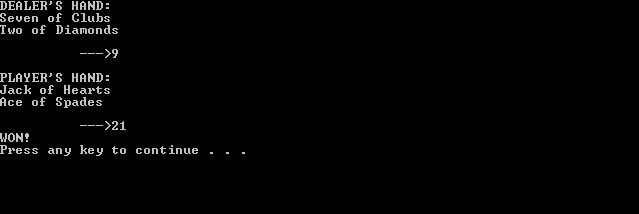 DEALER'S HAND:
Seven of Clubs
Two of Diamonds
--->9
PLAYER'S HAND:
Jack of Hearts
Ace of Spades
--->21
WON!
Press any key to continue . . .